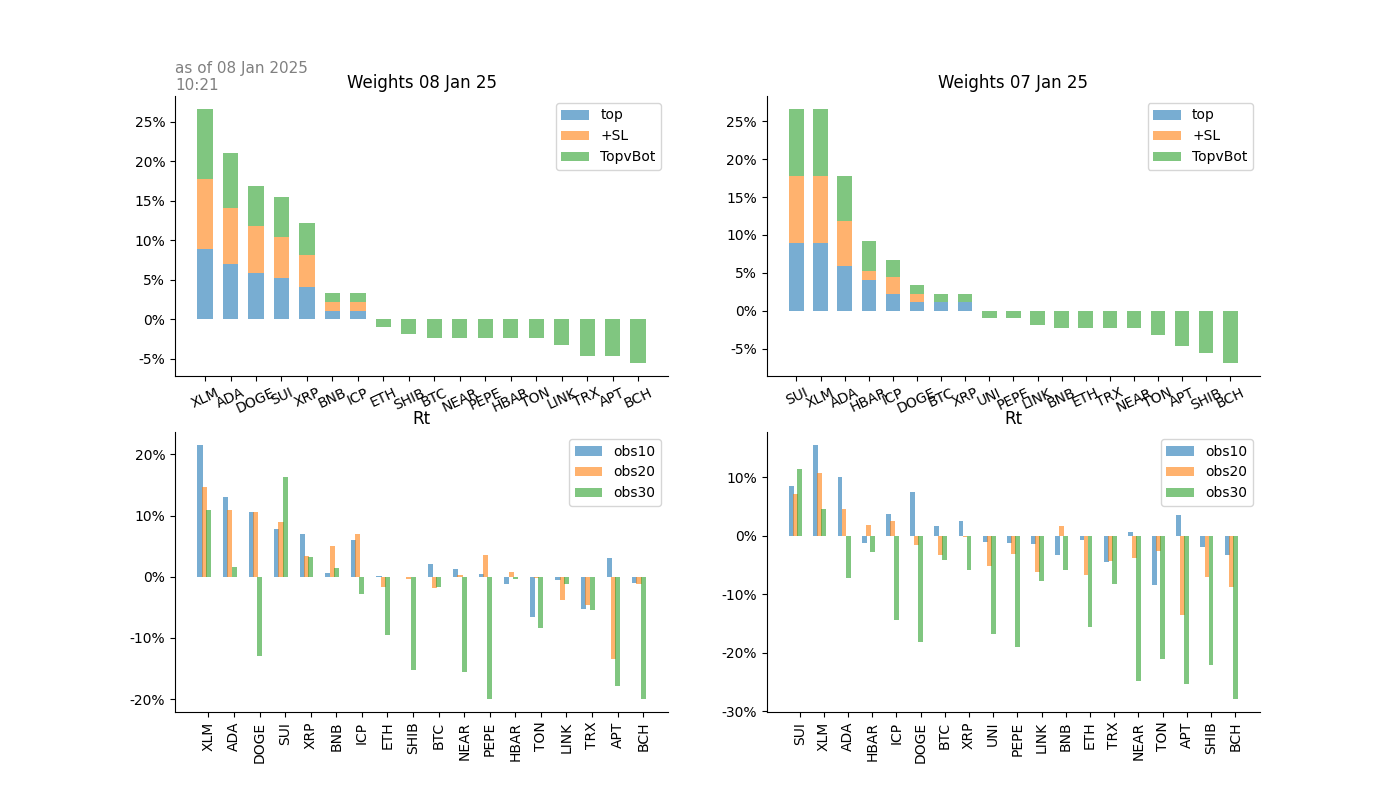 as of 08 Jan 2025
10:21
Weights 08 Jan 25
25%
20%
15%
10%
5%
0%
-5%
top
+SL
TopvBot
XLM ADA DOGE SUI XRP BNB ICP ETH SHIB BTC NEAR PEPE HBAR TON LINK TRX APT BCH
Weights 07 Jan 25
25%
20%
15%
10%
5%
0%
-5%
top
+SL
TopvBot
SUI XLM ADA HBAR ICP DOGE BTC XRP UNI PEPE LINK BNB ETH TRX NEAR TON APT SHIB BCH
Rt
20%
10%
0%
-10%
-20%
obs10
obs20
obs30
XLM ADA DOGE SUI XRP BNB ICP ETH SHIB BTC NEAR PEPE HBAR TON LINK TRX APT BCH
Rt
10%
0%
-10%
-20%
-30%
obs10
obs20
obs30
SUI XLM ADA HBAR ICP DOGE BTC XRP UNI PEPE LINK BNB ETH TRX NEAR TON APT SHIB BCH